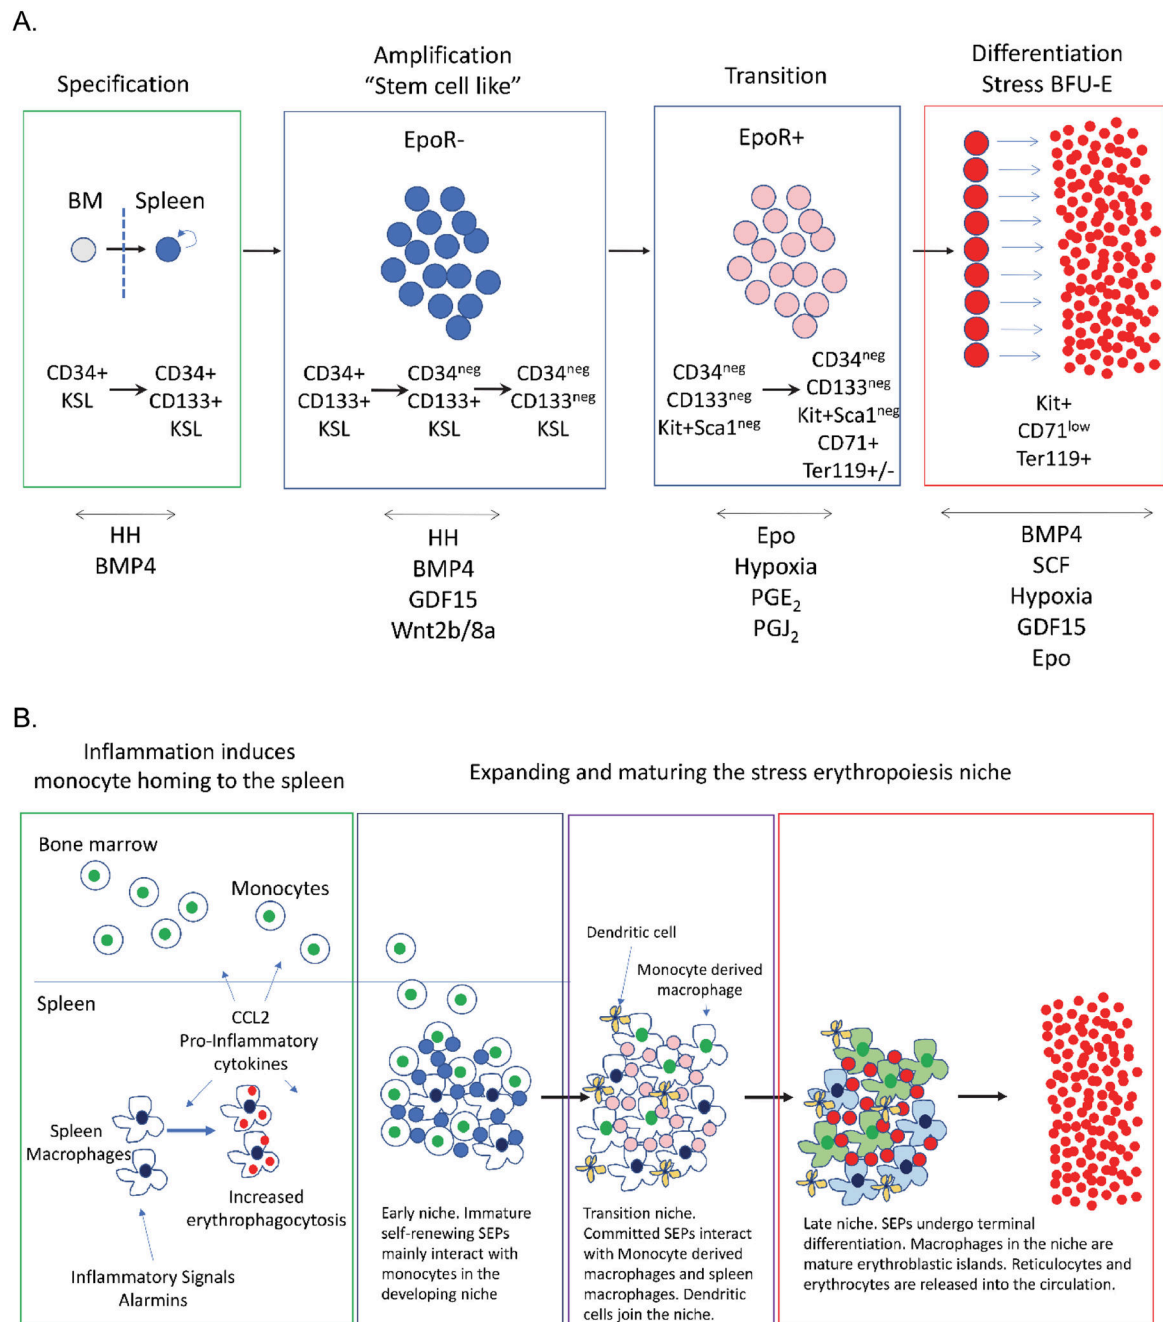 A.
Specification
Amplification
“Stem cell like”
Transition
Differentiation
Stress BFU-E
BM
Spleen
CD34+
KSL
CD34+
CD133+
KSL
HH
BMP4
EpoR-
CD34+
CD133+
KSL
CD34neg
CD133+
KSL
CD34neg
CD133neg
KSL
HH
BMP4
GDF15
Wnt2b/8a
EpoR+
CD34neg
CD133neg
Kit+Sca1neg
CD34neg
CD133neg
Kit+Sca1neg
CD71+
Ter119+/-
Epo
Hypoxia
PGE2
PGJ2
Kit+
CD71low
Ter119+
BMP4
SCF
Hypoxia
GDF15
Epo
B.
Inflammation induces
monocyte homing to the spleen
Expanding and maturing the stress erythropoiesis niche
Bone marrow
Monocytes
Spleen
CCL2
Pro-Inflammatory
cytokines
Spleen
Macrophages
Increased
erythrophagocytosis
Inflammatory Signals
Alarmins
Early niche. Immature
self-renewing SEPs
mainly interact with
monocytes in the
developing niche
Dendritic cell
Monocyte derived
macrophage
Transition niche.
Committed SEPs interact
with Monocyte derived
macrophages and spleen
macrophages. Dendritic
cells join the niche.
Late niche. SEPs undergo terminal
differentiation. Macrophages in the niche are
mature erythroblastic islands. Reticulocytes and
erythrocytes are released into the circulation.